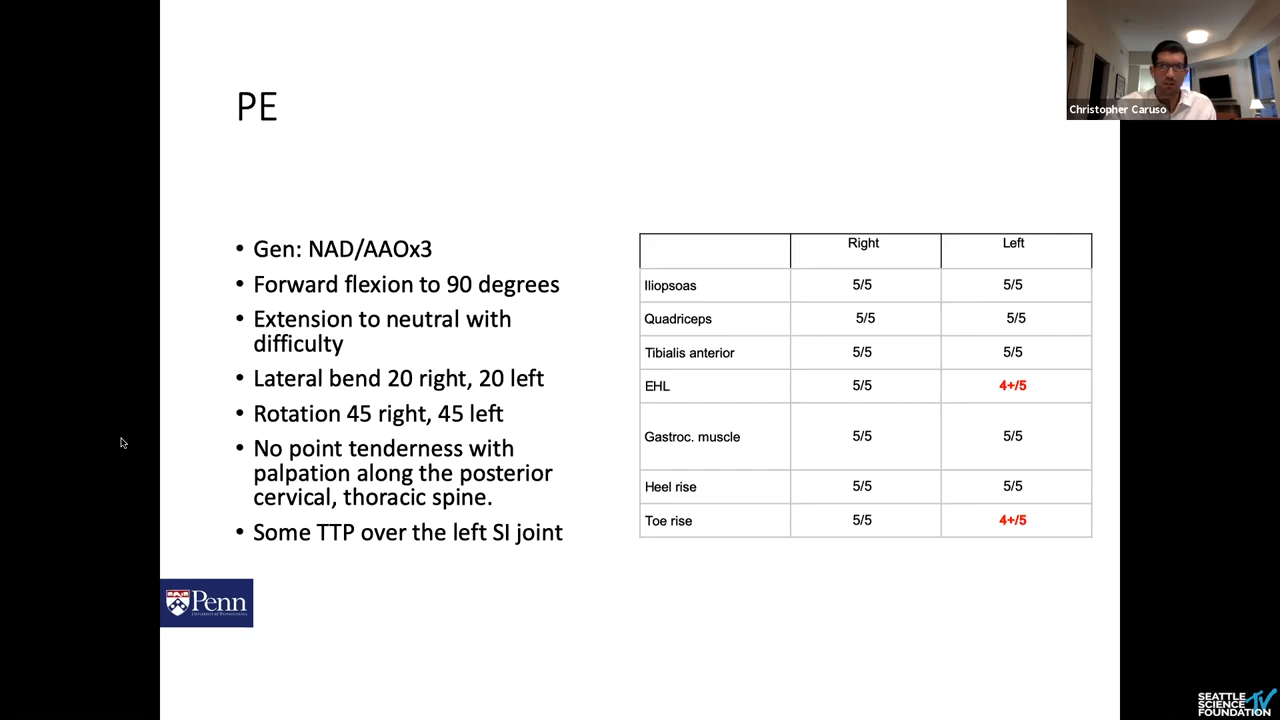 PE
Christopher Caruso
• Gen: NAD/AAOx3
• Forward flexion to 90 degrees
• Extension to neutral with
difficulty
• Lateral bend 20 right, 20 left
• Rotation 45 right, 45 left
• No point tenderness with
palpation along the posterior
cervical, thoracic spine.
• Some TTP over the left SI joint
Right Left
Iliopsoas 5/5 5/5
Quadriceps 5/5 5/5
Tibialis anterior 5/5 5/5
EHL 5/5 4+/5
Gastroc. muscle 5/5 5/5
Heel rise 5/5 5/5
Toe rise 5/5 4+/5
Penn
UNIVERSITY OF PENNSYLVANIA
SEATTLE
SCIENCE
FOUNDATION
TV